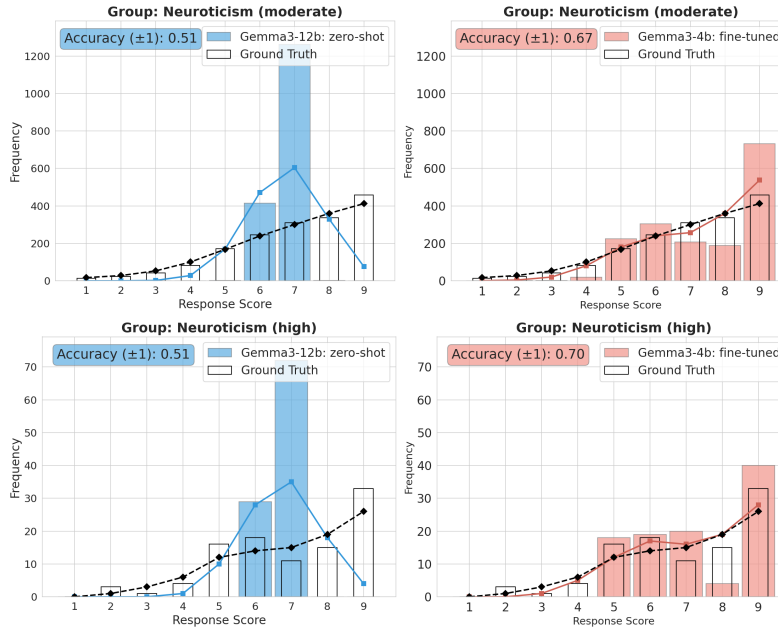 Group: Neuroticism (moderate)
Accuracy (±1): 0.51
Gemma3-12b: zero-shot
Ground Truth
Frequency
1200
1000
800
600
400
200
0
1 2 3 4 5 6 7 8 9
Response Score
Group: Neuroticism (moderate)
Accuracy (±1): 0.67
Gemma3-4b: fine-tuned
Ground Truth
Frequency
1200
1000
800
600
400
200
0
1 2 3 4 5 6 7 8 9
Response Score
Group: Neuroticism (high)
Accuracy (±1): 0.51
Gemma3-12b: zero-shot
Ground Truth
Frequency
70
60
50
40
30
20
10
0
1 2 3 4 5 6 7 8 9
Response Score
Group: Neuroticism (high)
Accuracy (±1): 0.70
Gemma3-4b: fine-tuned
Ground Truth
Frequency
70
60
50
40
30
20
10
0
1 2 3 4 5 6 7 8 9
Response Score